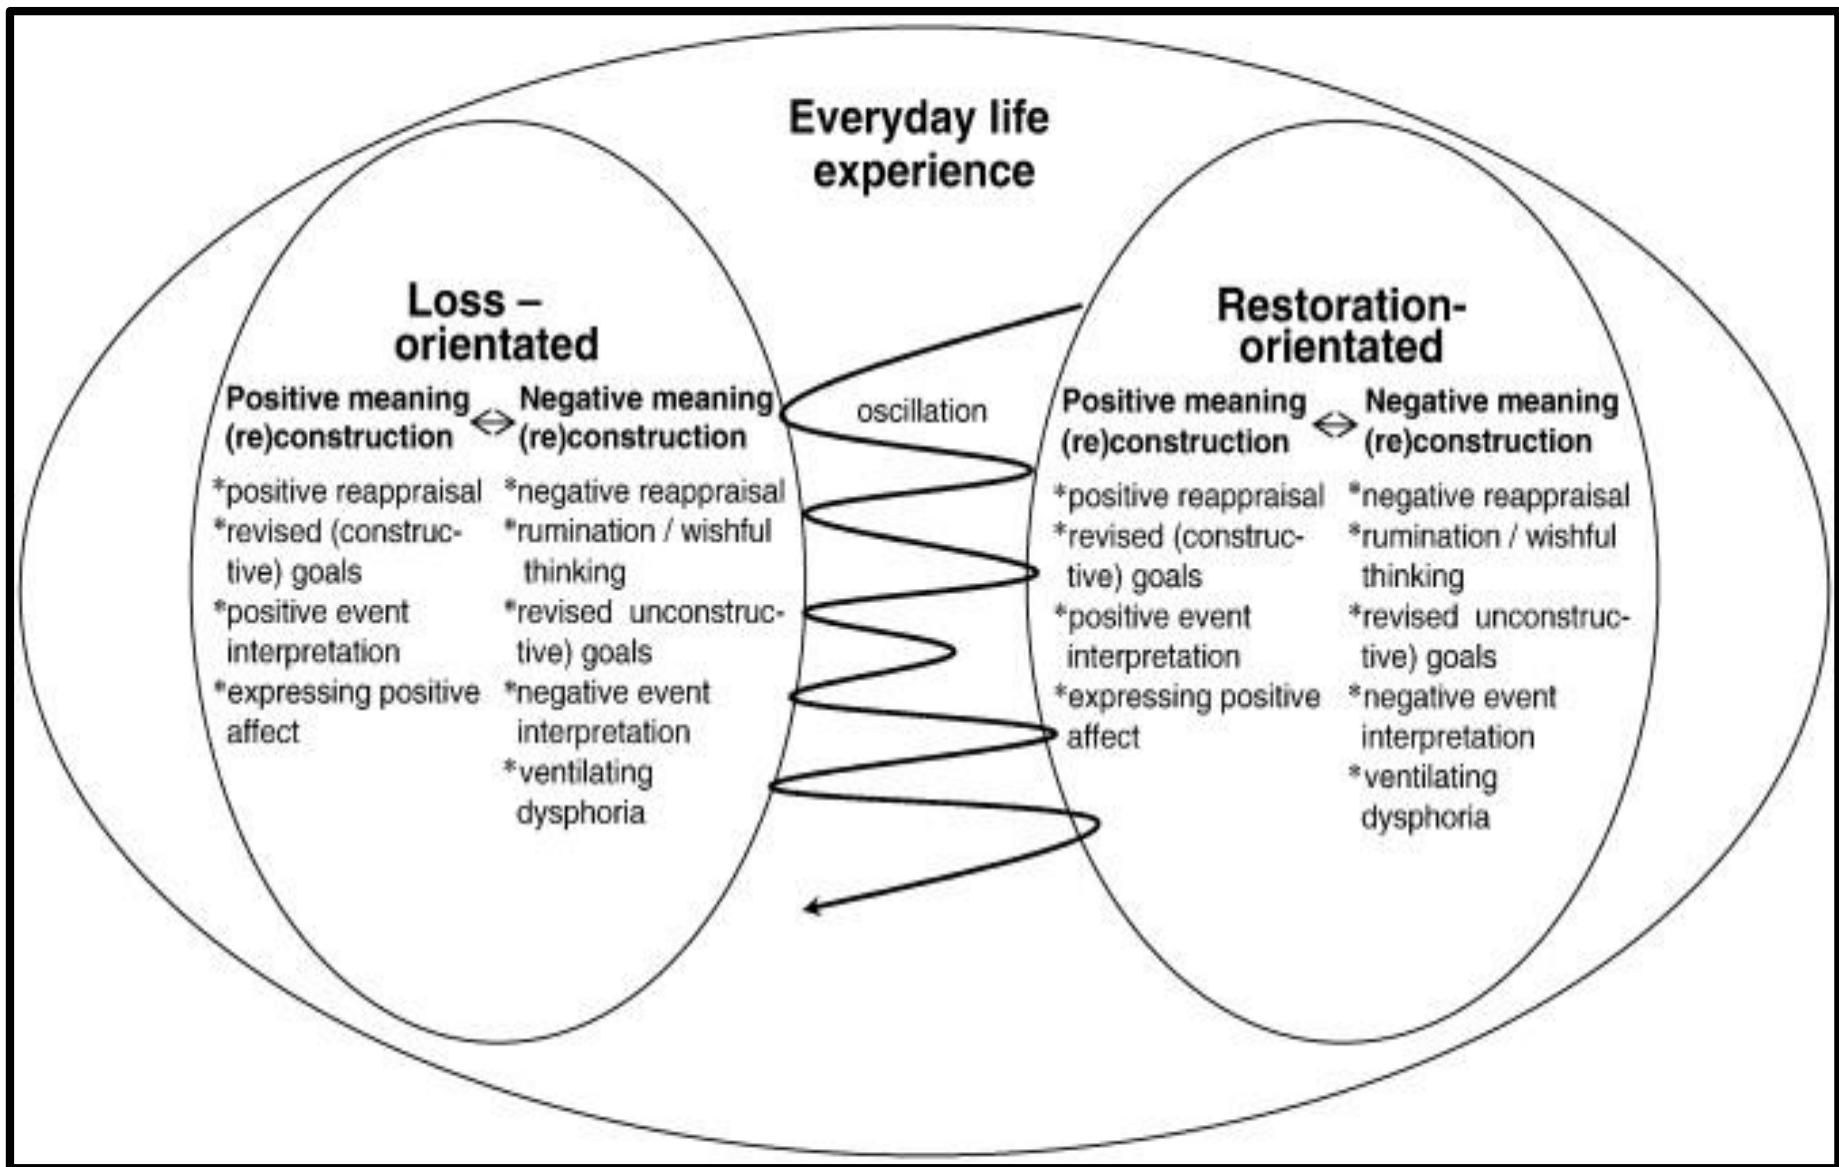 Everyday life
experience
Loss –
orientated
Positive meaning
(re)construction
Negative meaning
(re)construction
*positive reappraisal
*revised (construc-
tive) goals
*positive event
interpretation
*expressing positive
affect
*negative reappraisal
*rumination / wishful
thinking
*revised unconstruc-
tive) goals
*negative event
interpretation
*ventilating
dysphoria
oscillation
Restoration-
orientated
Positive meaning
(re)construction
Negative meaning
(re)construction
*positive reappraisal
*revised (construc-
tive) goals
*positive event
interpretation
*expressing positive
affect
*negative reappraisal
*rumination / wishful
thinking
*revised unconstruc-
tive) goals
*negative event
interpretation
*ventilating
dysphoria